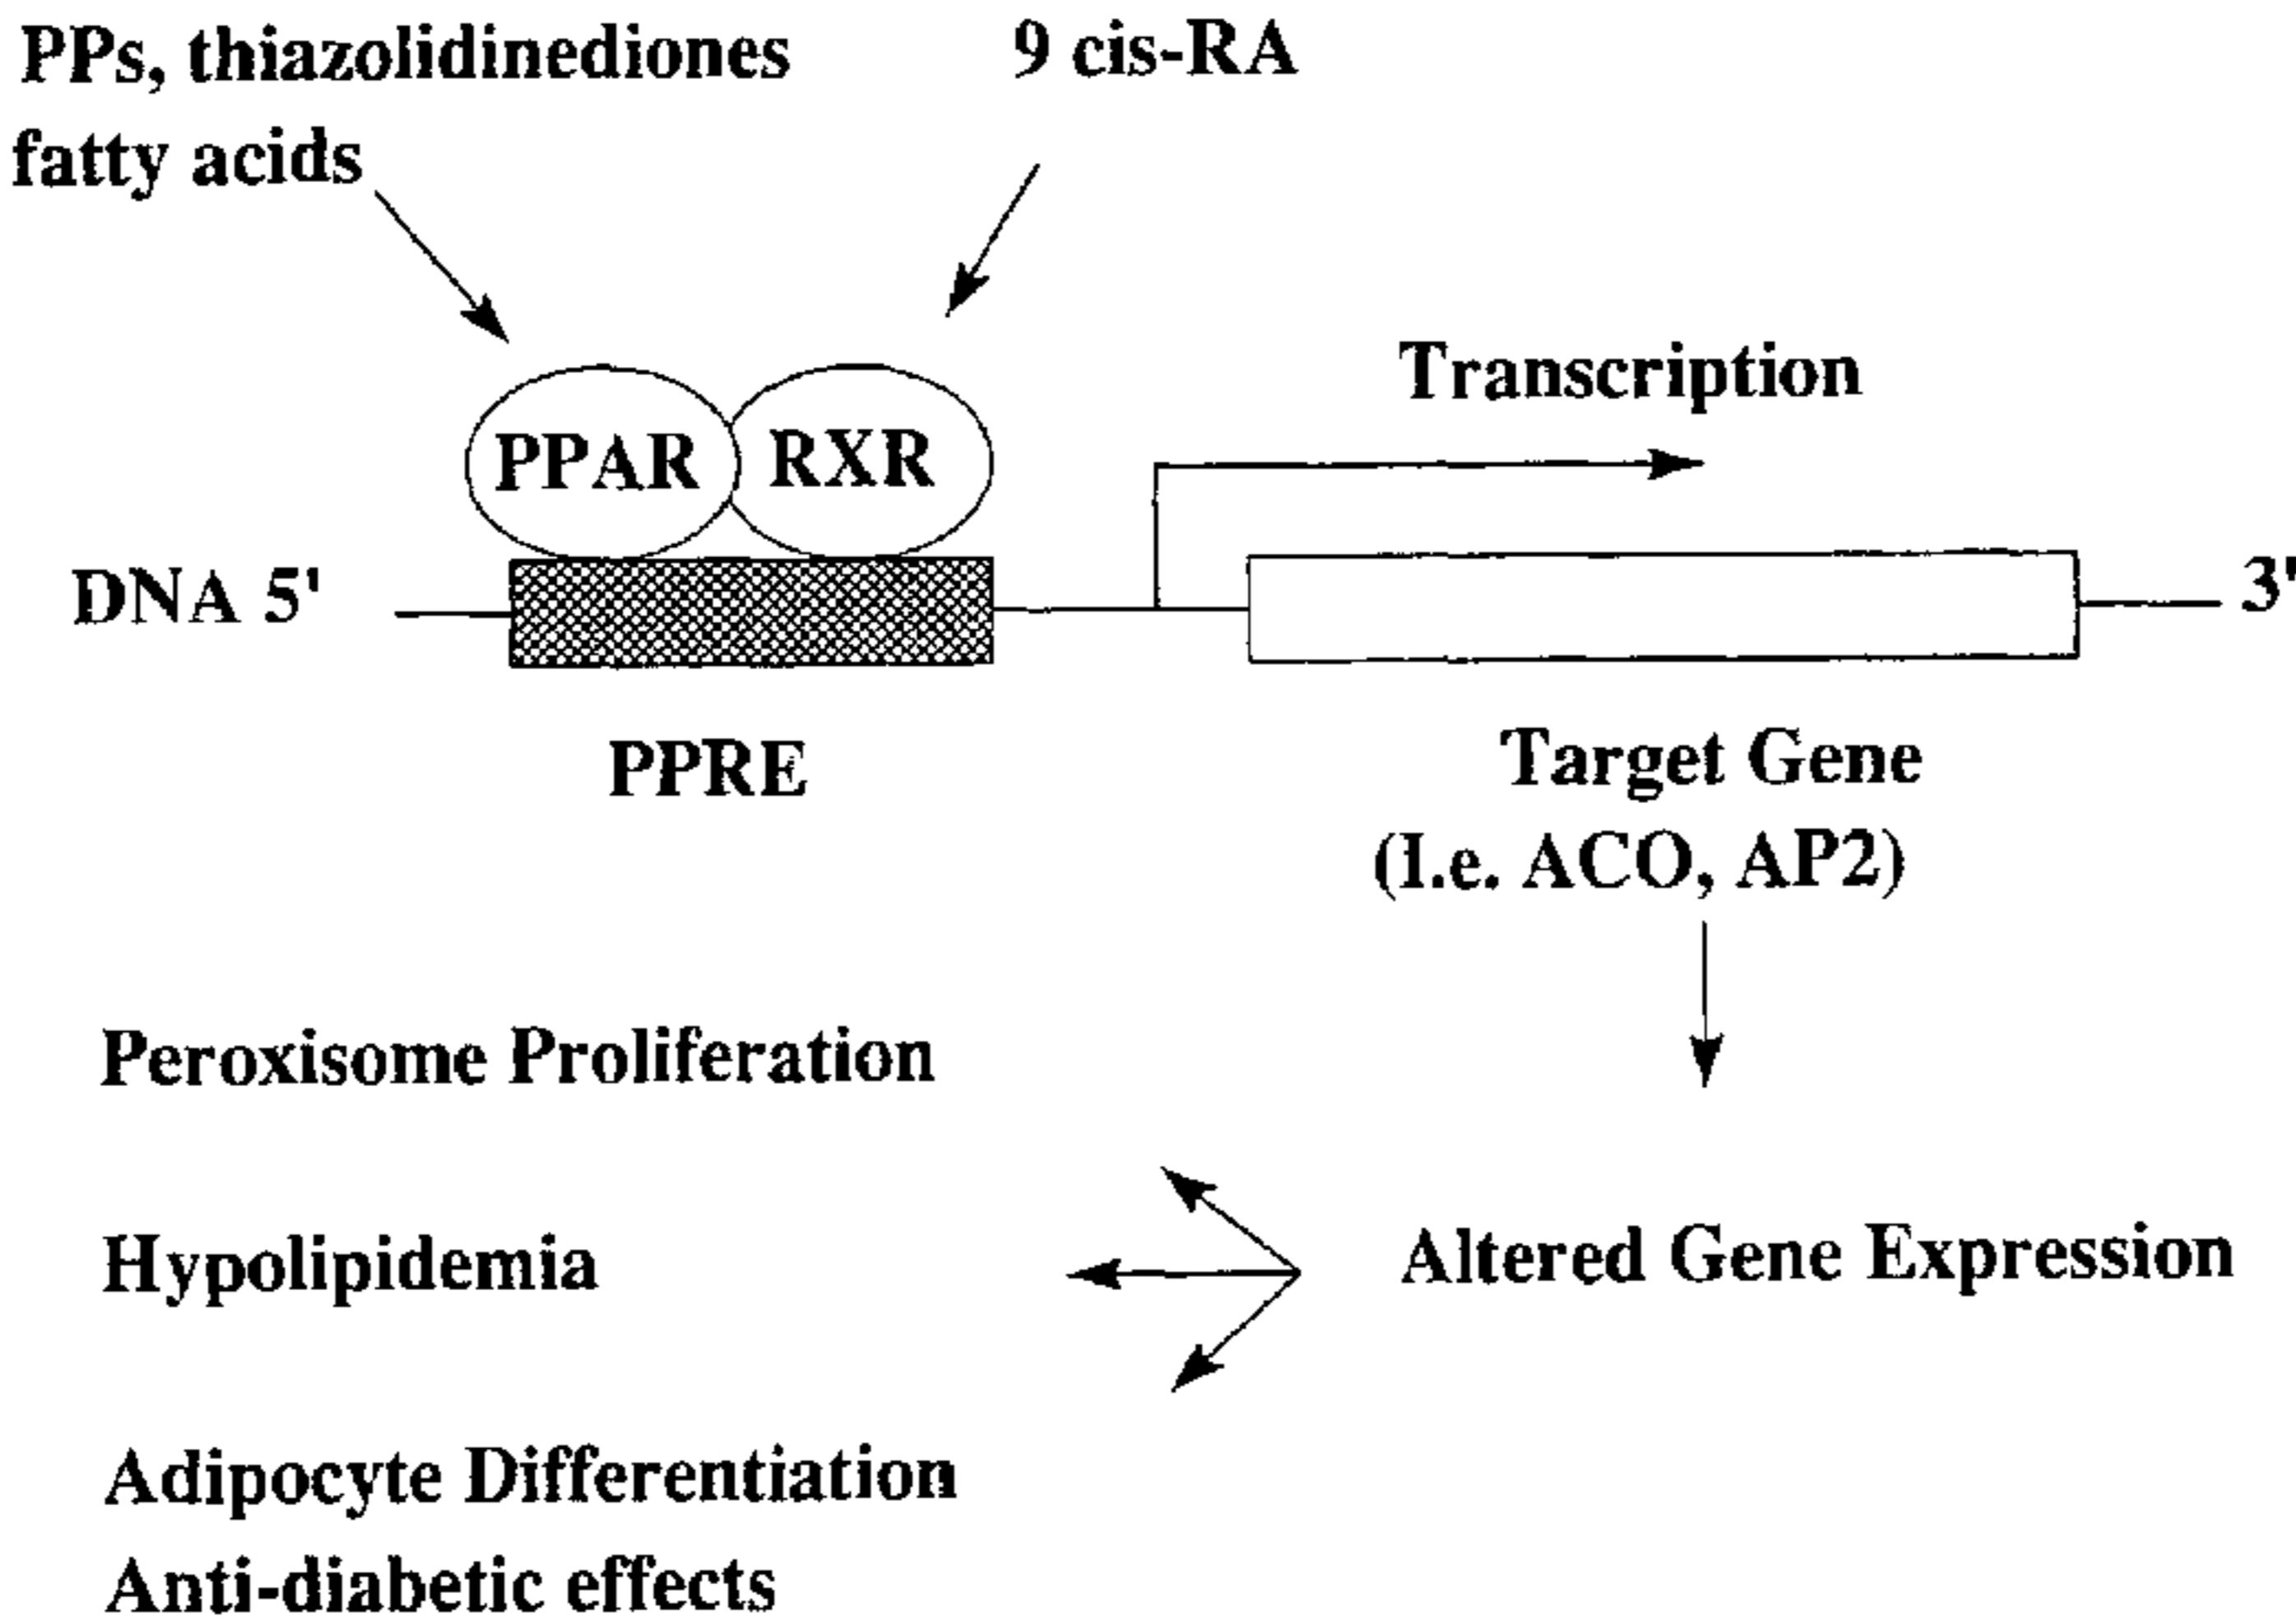 PPs, thiazolidinediones
fatty acids
9 cis-RA
PPAR
RXR
Transcription
DNA 5'
3'
PPRE
Target Gene
(I.e. ACO, AP2)
Peroxisome Proliferation
Hypolipidemia
Altered Gene Expression
Adipocyte Differentiation
Anti-diabetic effects